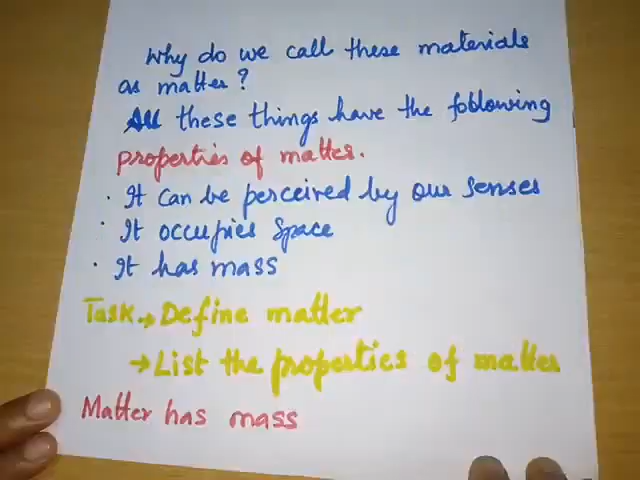 Why do we call these materials
as matter?
All these things have the following
properties of matter.
· It can be perceived by our senses
· It occupies space
· It has mass
Task → Define matter
→ List the properties of matter
Matter has mass